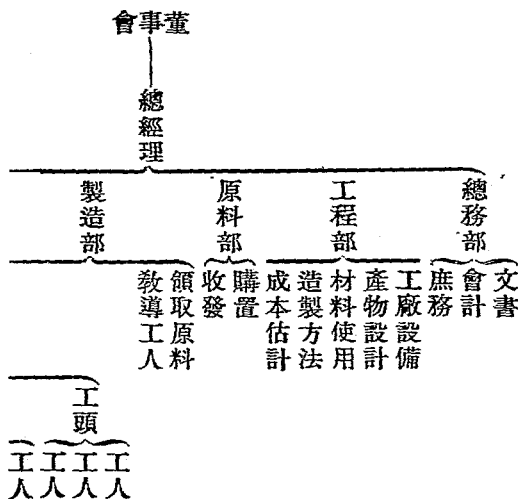 董事會
總經理
總務部
工程部
原料部
製造部
文書
會計
庶務
工廠設備
產物設計
材料使用
造製方法
成本估計
購置
收發
領取原料
教導工人
工頭
工人
工人
工人
工人